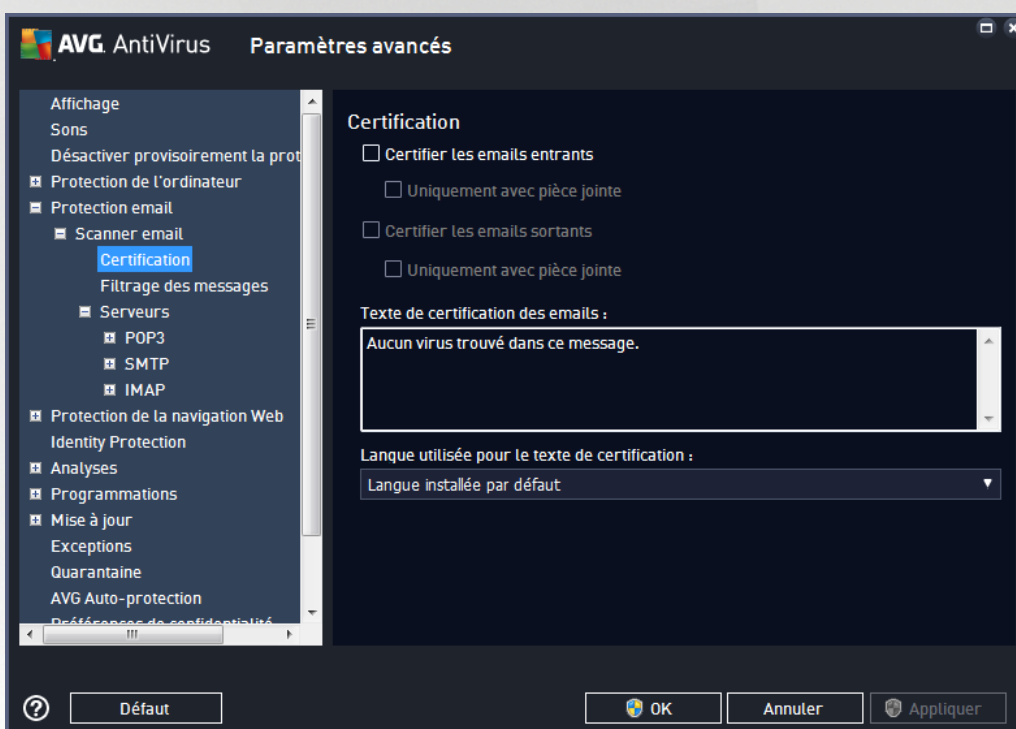 AVG. AntiVirus Paramètres avancés
Affichage
Sons
Désactiver provisoirement la prot
Protection de l'ordinateur
Protection email
Scanner email
Certification
Filtrage des messages
Serveurs
POP3
SMTP
IMAP
Protection de la navigation Web
Identity Protection
Analyses
Programmations
Mise à jour
Exceptions
Quarantaine
AVG Auto-protection
Préférences de confidentialité
Certification
Certifier les emails entrants
Uniquement avec pièce jointe
Certifier les emails sortants
Uniquement avec pièce jointe
Texte de certification des emails :
Aucun virus trouvé dans ce message.
Langue utilisée pour le texte de certification :
Langue installée par défaut
Défaut
OK
Annuler
Appliquer